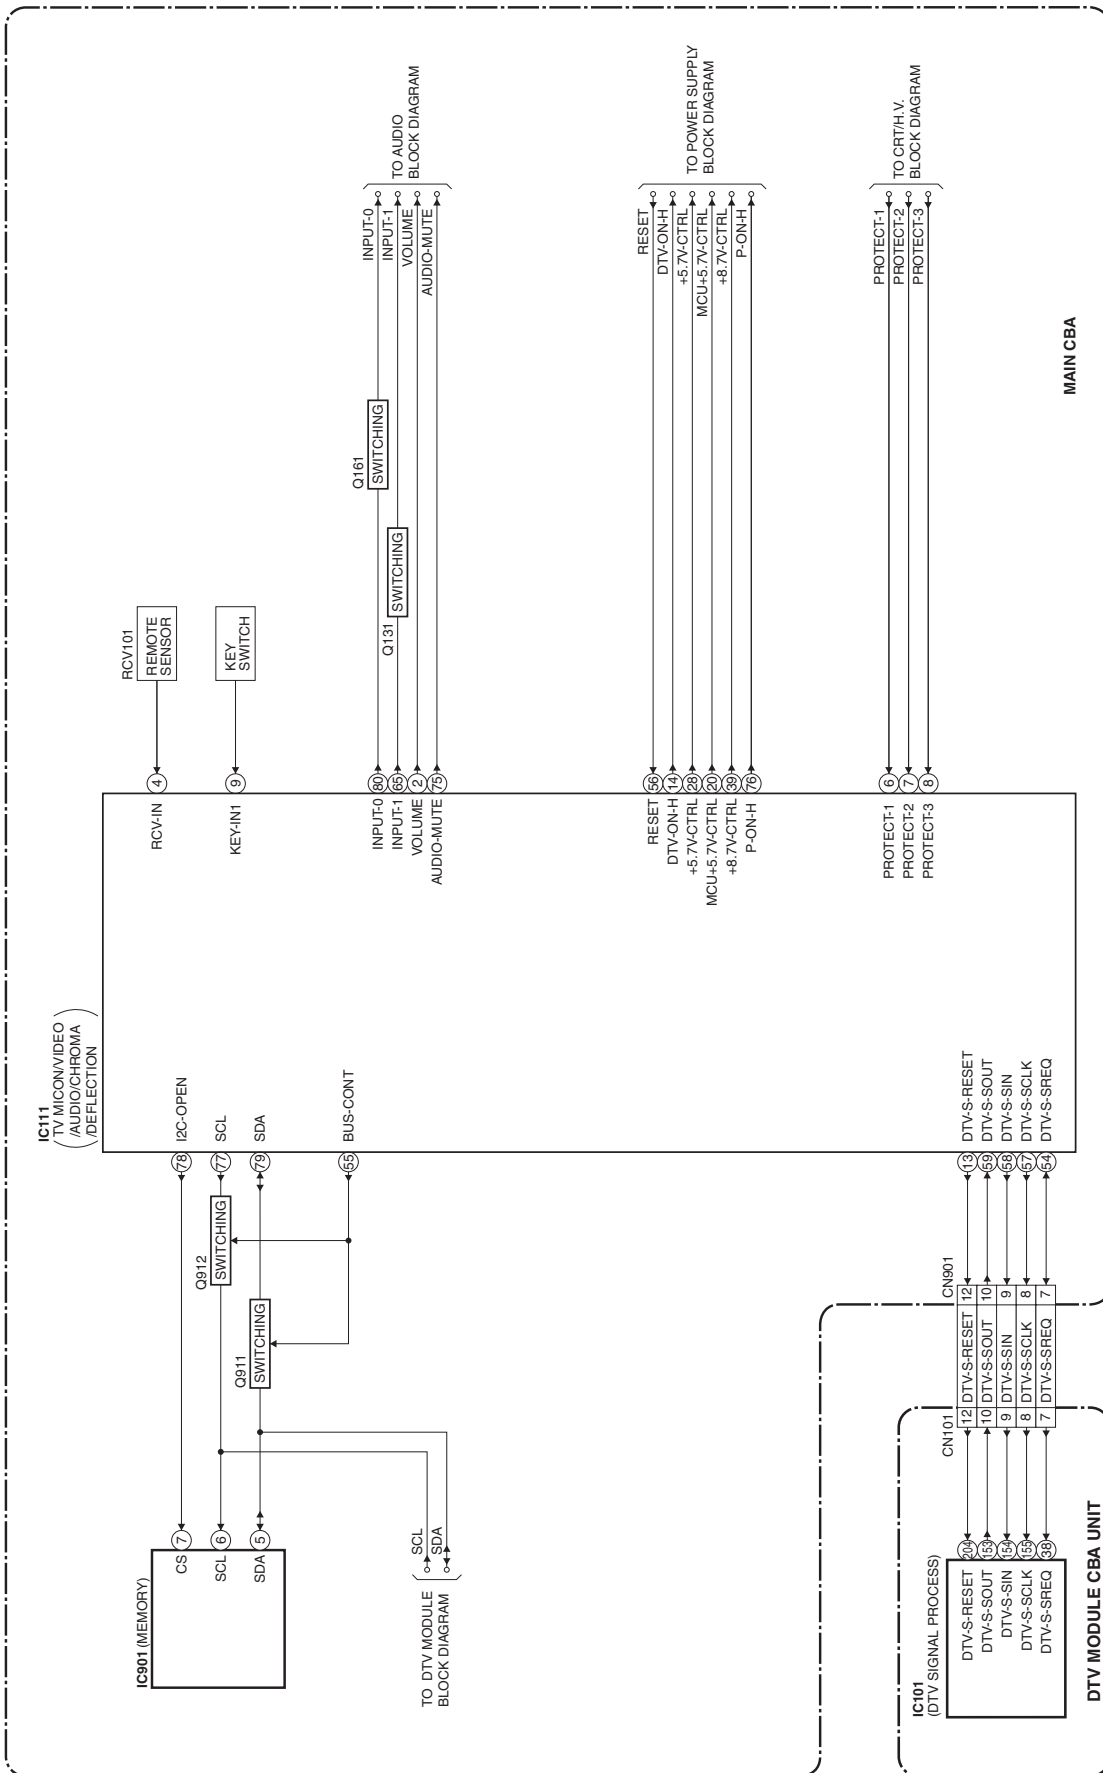 IC111
TV MICON/VIDEO
/AUDIO/CHROMA
/DEFLECTION
IC901 (MEMORY)
CS
7
78
I2C-OPEN
SCL
6
Q912
SWITCHING
77
SCL
SDA
5
Q911
SWITCHING
79
SDA
55
BUS-CONT
SCL
SDA
TO DTV MODULE
BLOCK DIAGRAM
RCV-IN
4
RCV101
REMOTE
SENSOR
KEY-IN1
9
KEY
SWITCH
INPUT-0
80
Q161
SWITCHING
INPUT-0
INPUT-1
65
Q131
SWITCHING
INPUT-1
VOLUME
2
VOLUME
AUDIO-MUTE
75
AUDIO-MUTE
TO AUDIO
BLOCK DIAGRAM
RESET
56
RESET
DTV-ON-H
14
DTV-ON-H
+5.7V-CTRL
28
+5.7V-CTRL
MCU+5.7V-CTRL
20
MCU+5.7V-CTRL
+8.7V-CTRL
39
+8.7V-CTRL
P-ON-H
76
P-ON-H
TO POWER SUPPLY
BLOCK DIAGRAM
PROTECT-1
6
PROTECT-1
PROTECT-2
7
PROTECT-2
PROTECT-3
8
PROTECT-3
TO CRT/H.V.
BLOCK DIAGRAM
IC101
(DTV SIGNAL PROCESS)
CN101
CN901
DTV-S-RESET
204
12
DTV-S-RESET
12
13
DTV-S-RESET
DTV-S-SOUT
153
10
DTV-S-SOUT
10
59
DTV-S-SOUT
DTV-S-SIN
154
9
DTV-S-SIN
9
58
DTV-S-SIN
DTV-S-SCLK
155
8
DTV-S-SCLK
8
57
DTV-S-SCLK
DTV-S-SREQ
38
7
DTV-S-SREQ
7
54
DTV-S-SREQ
DTV MODULE CBA UNIT
MAIN CBA